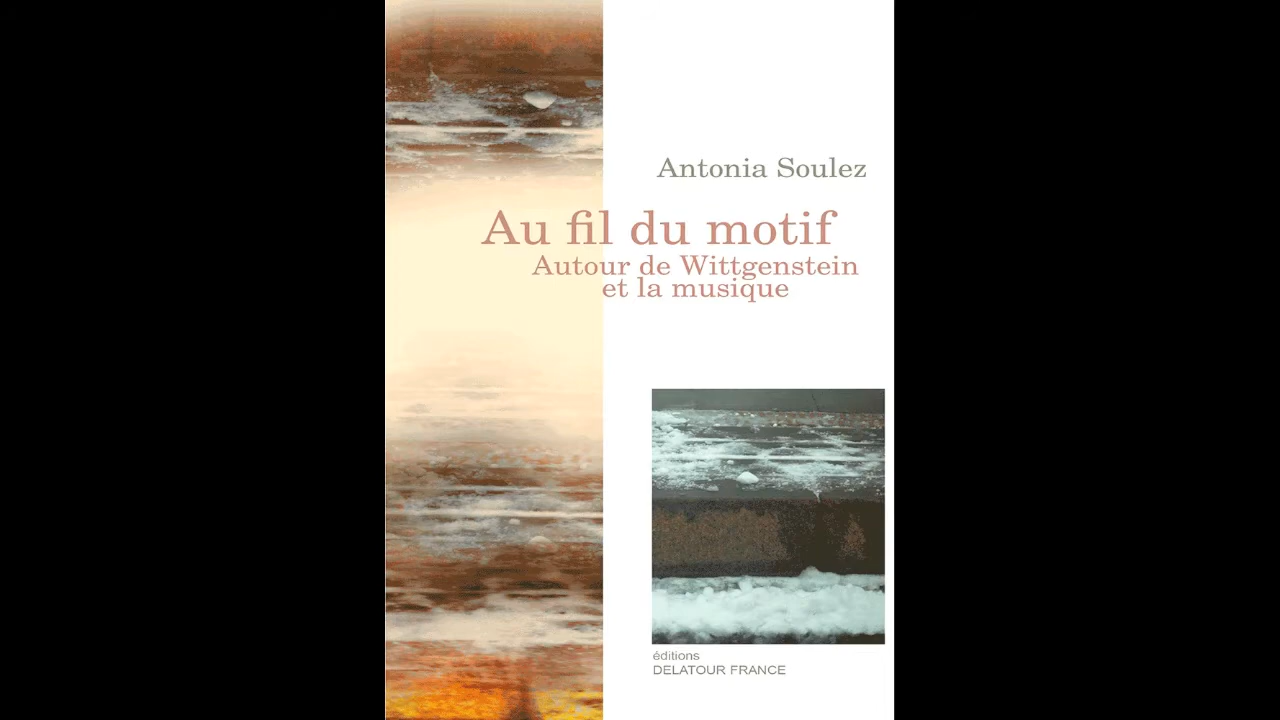 Antonia Soulez
Au fil du motif
Autour de Wittgenstein
et la musique
éditions
DELATOUR FRANCE